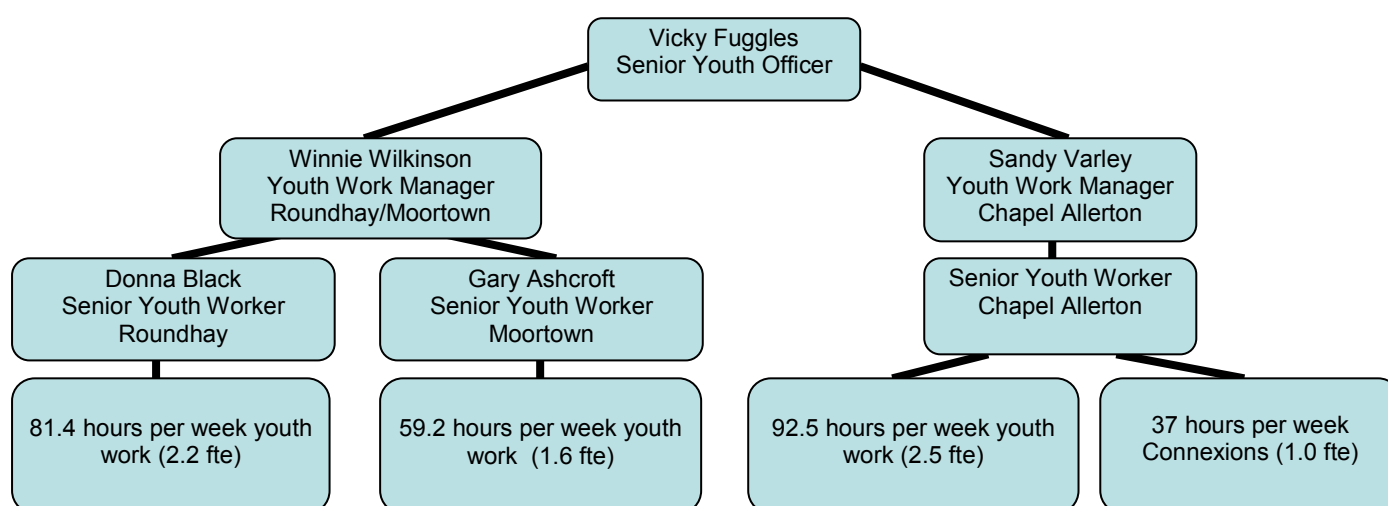 Vicky Fuggles
Senior Youth Officer
Winnie Wilkinson
Youth Work Manager
Roundhay/Moortown
Sandy Varley
Youth Work Manager
Chapel Allerton
Donna Black
Senior Youth Worker
Roundhay
Gary Ashcroft
Senior Youth Worker
Moortown
Senior Youth Worker
Chapel Allerton
81.4 hours per week youth
work (2.2 fte)
59.2 hours per week youth
work (1.6 fte)
92.5 hours per week youth
work (2.5 fte)
37 hours per week
Connexions (1.0 fte)